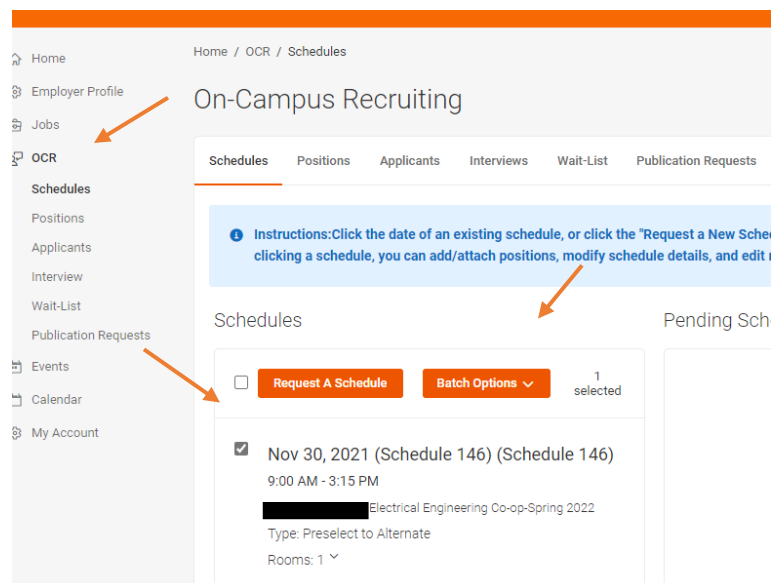 Home / OCR / Schedules
Home
Employer Profile
Jobs
OCR
Schedules
Positions
Applicants
Interview
Wait-List
Publication Requests
Events
Calendar
My Account
On-Campus Recruiting
Schedules Positions Applicants Interviews Wait-List Publication Requests
Instructions:Click the date of an existing schedule, or click the "Request a New
clicking a schedule, you can add/attach positions, modify schedule details, and edit
Schedules
Pending
Request A Schedule Batch Options 1
selected
Nov 30, 2021 (Schedule 146) (Schedule 146)
9:00 AM - 3:15 PM
Electrical Engineering Co-op-Spring 2022
Type: Preselect to Alternate
Rooms: 1